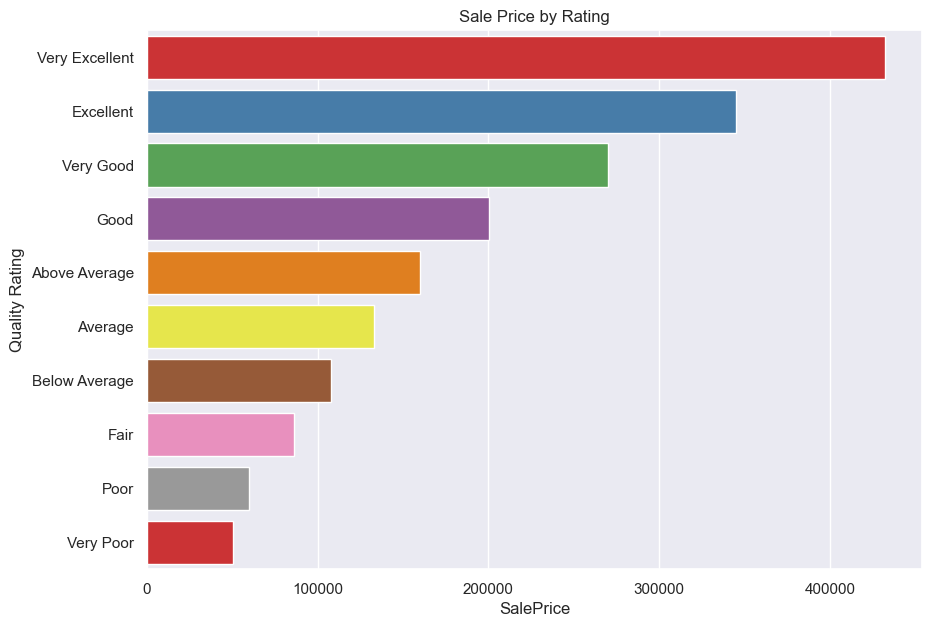 Sale Price by Rating
Quality Rating
Very Excellent
Excellent
Very Good
Good
Above Average
Average
Below Average
Fair
Poor
Very Poor
0 100000 200000 300000 400000
SalePrice